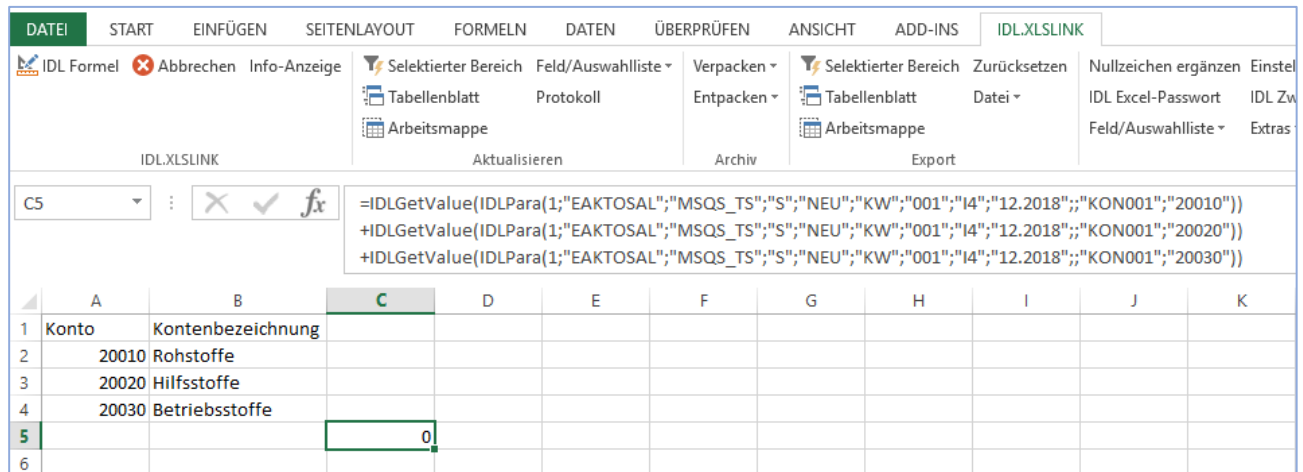 DATEI START EINFÜGEN SEITENLAYOUT FORMELN DATEN ÜBERPRÜFEN ANSICHT ADD-INS IDL.XLSLINK
IDL Formel Abbrechen Info-Anzeige Selektierter Bereich Feld/Auswahlliste Verpacken Selektierter Bereich Zurücksetzen Nullzeichen ergänzen Einstel
Tabellenblatt Protokoll Entpacken Tabellenblatt Datei IDL Excel-Passwort IDL Zw
Arbeitsmappe Arbeitsmappe Feld/Auswahlliste Extras
IDL.XLSLINK Aktualisieren Archiv Export
C5 fx =IDLGetValue(IDLPara(1;"EAKTOSAL";"MSQS_TS";"S";"NEU";"KW";"001";"I4";"12.2018";;"KON001";"20010"))
+IDLGetValue(IDLPara(1;"EAKTOSAL";"MSQS_TS";"S";"NEU";"KW";"001";"I4";"12.2018";;"KON001";"20020"))
+IDLGetValue(IDLPara(1;"EAKTOSAL";"MSQS_TS";"S";"NEU";"KW";"001";"I4";"12.2018";;"KON001";"20030"))
A B C D E F G H I J K
1 Konto Kontenbezeichnung
2 20010 Rohstoffe
3 20020 Hilfsstoffe
4 20030 Betriebsstoffe
5 0
6